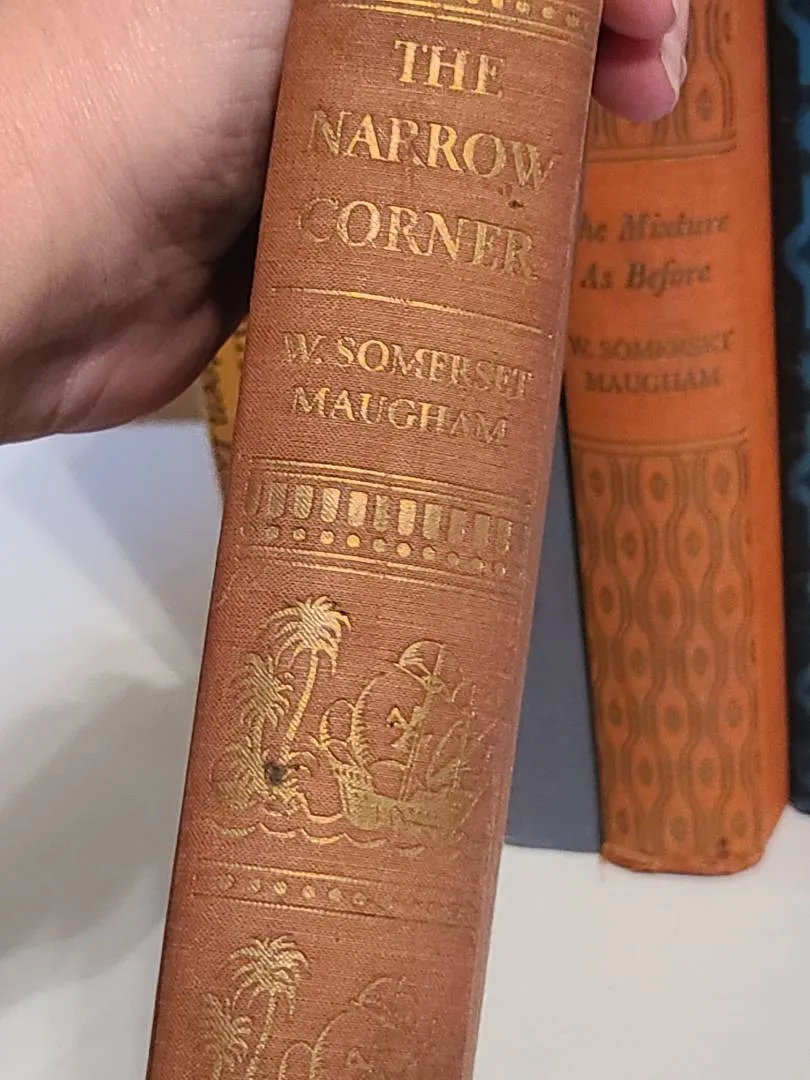 THE
NARROW
CORNER
W. SOMERSET
MAUGHAM
The Mixture
As Before
W. SOMERSET
MAUGHAM